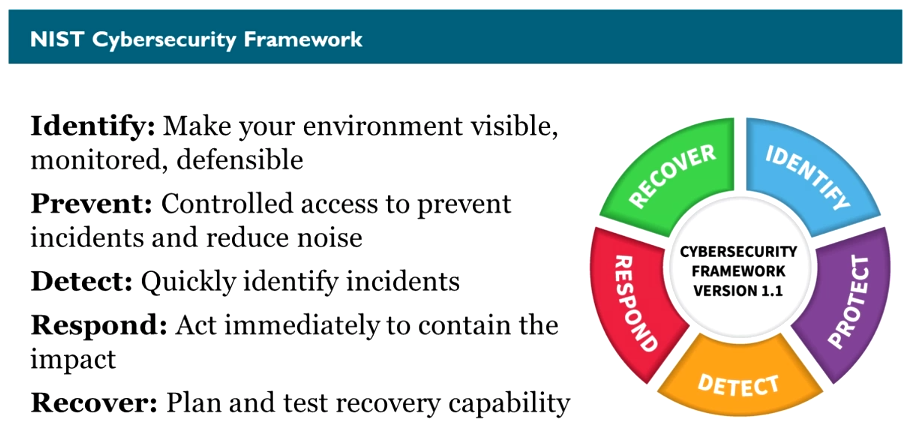 NIST Cybersecurity Framework
Identify: Make your environment visible,
monitored, defensible
Prevent: Controlled access to prevent
incidents and reduce noise
Detect: Quickly identify incidents
Respond: Act immediately to contain the
impact
Recover: Plan and test recovery capability
RECOVER
IDENTIFY
PROTECT
DETECT
RESPOND
CYBERSECURITY
FRAMEWORK
VERSION 1.1